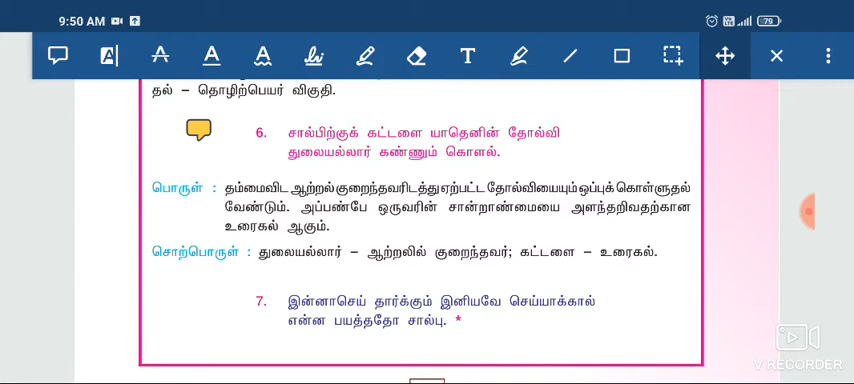 9:50 AM
79
A
A
A
A
T
தல் – தொழிற்பெயர் விகுதி.
6. சால்பிற்குக் கட்டளை யாதெனின் தோல்வி
துலையல்லார் கண்ணும் கொளல்.
பொருள் : தம்மைவிட ஆற்றல் குறைந்தவரிடத்து ஏற்பட்ட தோல்வியையும் ஒப்புக் கொள்ளுதல்
வேண்டும். அப்பண்பே ஒருவரின் சான்றாண்மையை அளந்தறிவதற்கான
உரைகல் ஆகும்.
சொற்பொருள் : துலையல்லார் – ஆற்றலில் குறைந்தவர்; கட்டளை – உரைகல்.
7. இன்னாசெய் தார்க்கும் இனியவே செய்யாக்கால்
என்ன பயத்ததோ சால்பு. *
V RECORDER